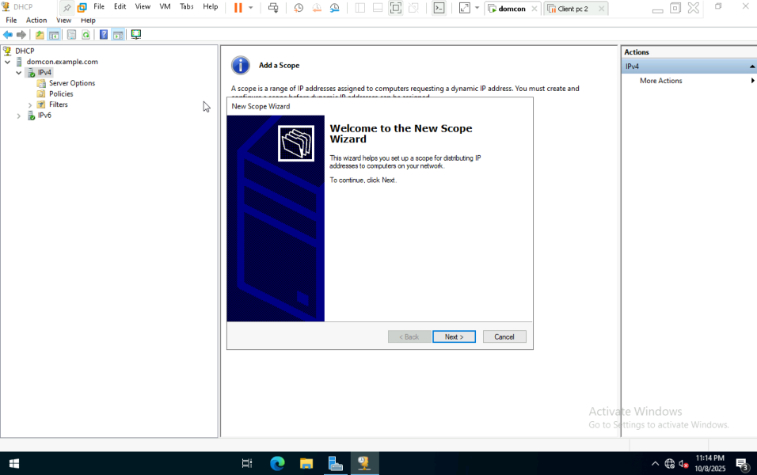 DHCP
File Edit View VM Tabs Help
domcon
Client pc 2
File Action View Help
DHCP
domcon.example.com
IPv4
Server Options
Policies
Filters
IPv6
Add a Scope
A scope is a range of IP addresses assigned to computers requesting a dynamic IP address. You must create and
configure a scope before dynamic IP addresses can be assigned.
New Scope Wizard
Welcome to the New Scope
Wizard
This wizard helps you set up a scope for distributing IP
addresses to computers on your network.
To continue, click Next.
< Back
Next >
Cancel
Actions
IPv4
More Actions
Activate Windows
Go to Settings to activate Windows.
11:14 PM
10/8/2025
3